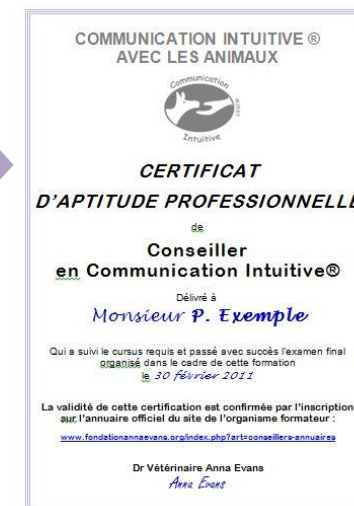 COMMUNICATION INTUITIVE ®
AVEC LES ANIMAUX
Communication
©2007
Intuitive
CERTIFICAT
D'APTITUDE PROFESSIONNELLE
de
Conseiller
en Communication Intuitive®
Délivré à
Monsieur P. Exemple
Qui a suivi le cursus requis et passé avec succès l'examen final
organisé dans le cadre de cette formation
le 30 février 2011
La validité de cette certification est confirmée par l'inscription
sur l'annuaire officiel du site de l'organisme formateur :
www.fondationannaevans.org/index.php?art=conseillers-annuaires
Dr Vétérinaire Anna Evans
Anna Evans